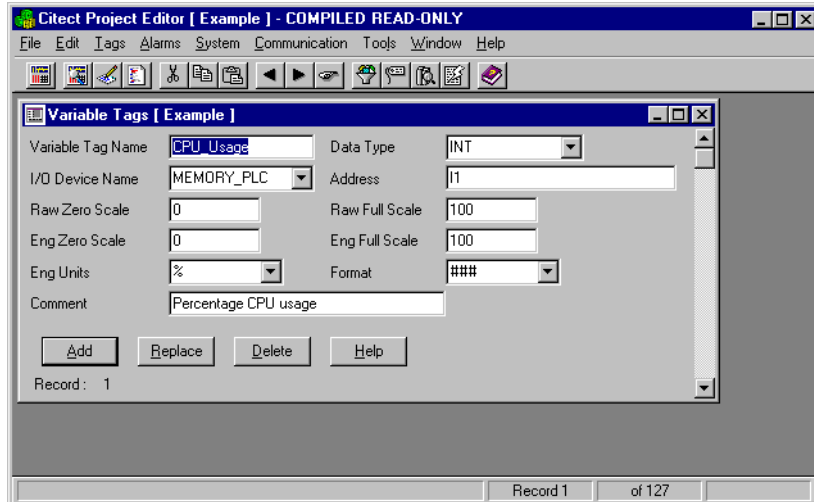 Citect Project Editor [ Example ] - COMPILED READ-ONLY
File Edit Tags Alarms System Communication Tools Window Help
Variable Tags [ Example ]
Variable Tag Name CPU_Usage Data Type INT
I/O Device Name MEMORY_PLC Address I1
Raw Zero Scale 0 Raw Full Scale 100
Eng Zero Scale 0 Eng Full Scale 100
Eng Units % Format ###
Comment Percentage CPU usage
Add Replace Delete Help
Record : 1
Record 1 of 127